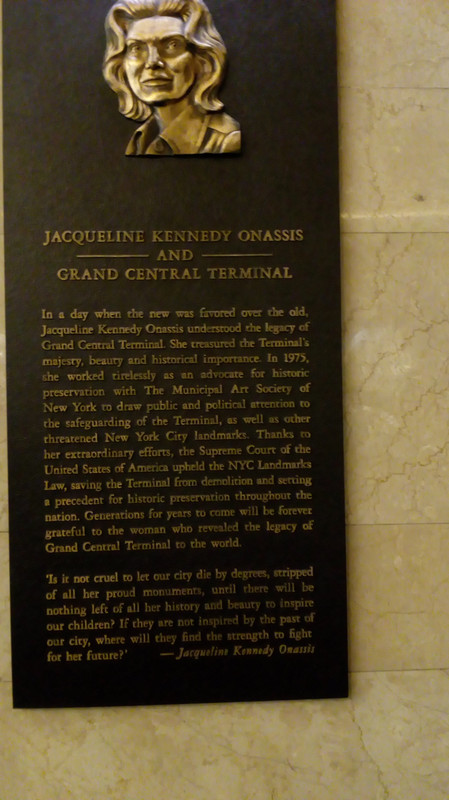 JACQUELINE KENNEDY ONASSIS
AND
GRAND CENTRAL TERMINAL
In a day when the new was favored over the old,
Jacqueline Kennedy Onassis understood the legacy of
Grand Central Terminal. She treasured the Terminal's
majesty, beauty and historical importance. In 1975,
she worked tirelessly as an advocate for historic
preservation with The Municipal Art Society of
New York to draw public and political attention to
the safeguarding of the Terminal, as well as other
threatened New York City landmarks. Thanks to
her extraordinary efforts, the Supreme Court of the
United States of America upheld the NYC Landmarks
Law, saving the Terminal from demolition and setting
a precedent for historic preservation throughout the
nation. Generations for years to come will be forever
grateful to the woman who revealed the legacy of
Grand Central Terminal to the world.
'Is it not cruel to let our city die by degrees, stripped
of all her proud monuments, until there will be
nothing left of all her history and beauty to inspire
our children? If they are not inspired by the past of
our city, where will they find the strength to fight
for her future?' — Jacqueline Kennedy Onassis